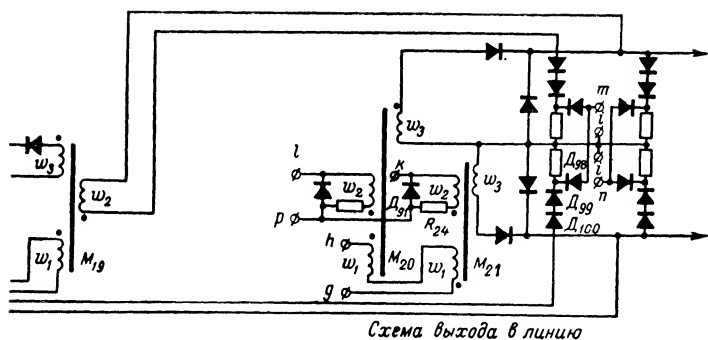 w₃
w₂
w₁
M₁₉
l
p
w₂
Д₉₁
h
w₁
g
M₂₀
w₃
к
w₂
R₂₄
w₁
M₂₁
w₃
m
i
i
n
Д₉₈
Д₉₉
Д₁₀₀
Схема выхода в линию